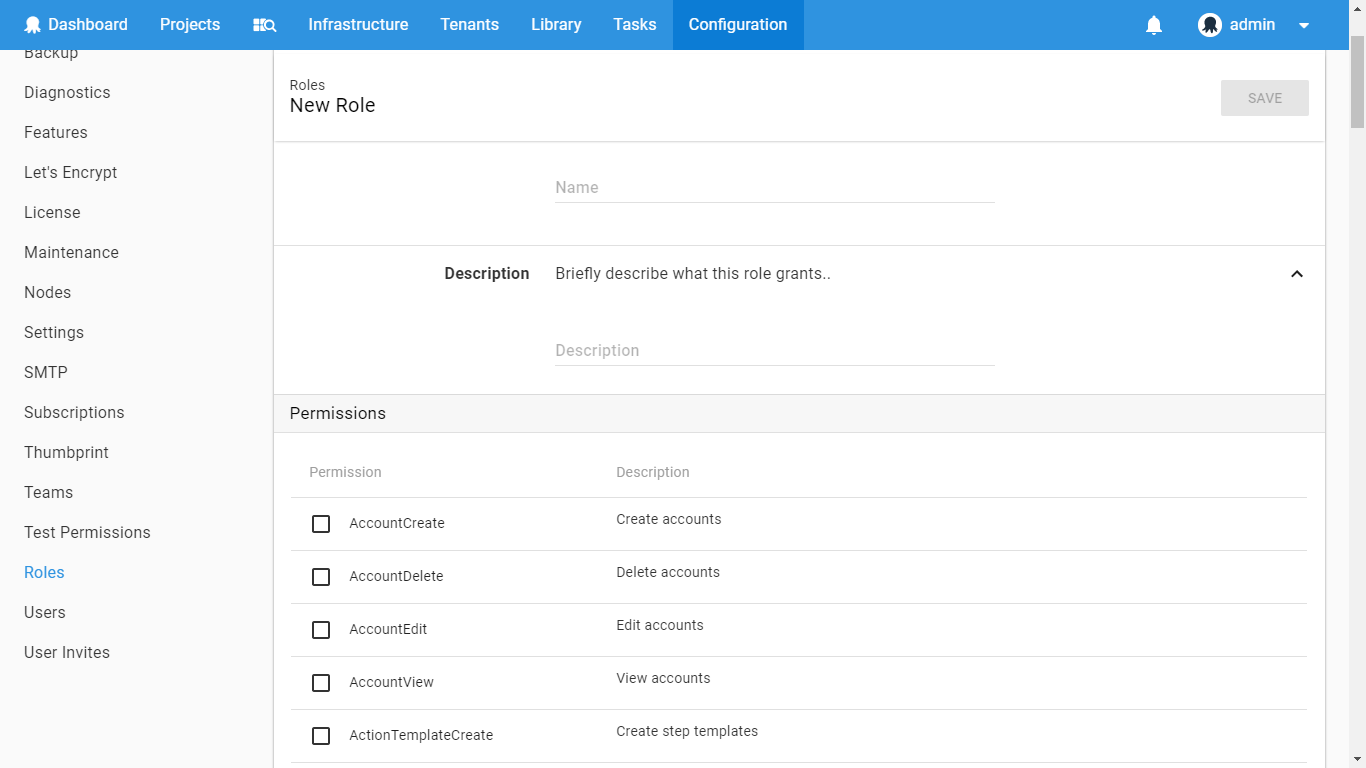 Dashboard Projects Infrastructure Tenants Library Tasks Configuration admin
Backup
Diagnostics
Features
Let's Encrypt
License
Maintenance
Nodes
Settings
SMTP
Subscriptions
Thumbprint
Teams
Test Permissions
Roles
Users
User Invites
Roles
New Role
SAVE
Name
Description Briefly describe what this role grants..
Description
Permissions
Permission Description
AccountCreate Create accounts
AccountDelete Delete accounts
AccountEdit Edit accounts
AccountView View accounts
ActionTemplateCreate Create step templates